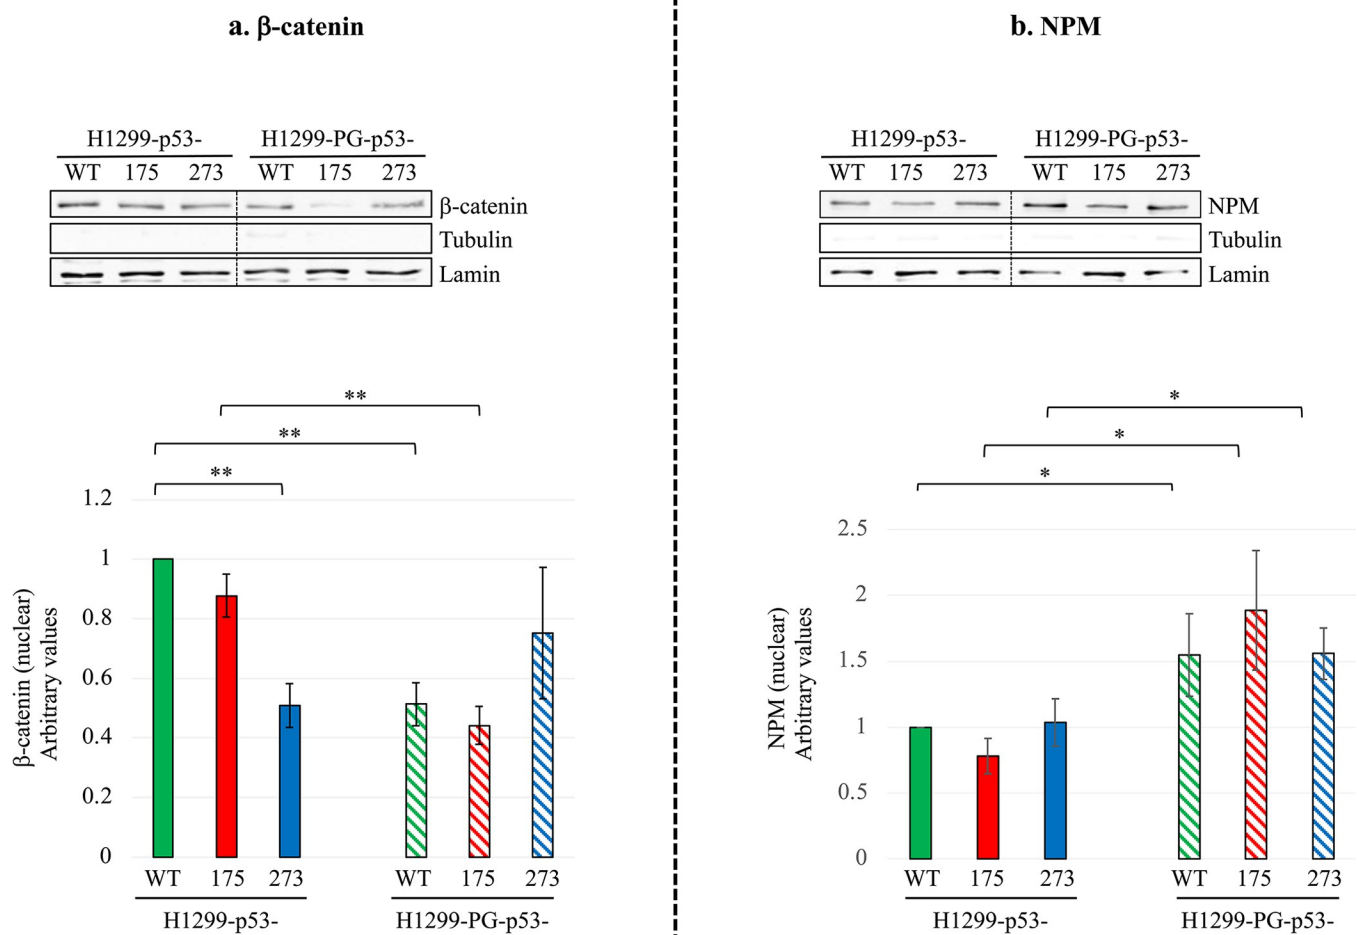 a. β-catenin
H1299-p53-
H1299-PG-p53-
WT 175 273 WT 175 273
β-catenin
Tubulin
Lamin
**
**
**
1.2
1
0.8
0.6
0.4
0.2
0
β-catenin (nuclear)
Arbitrary values
WT 175 273 WT 175 273
H1299-p53- H1299-PG-p53-
b. NPM
H1299-p53-
H1299-PG-p53-
WT 175 273 WT 175 273
NPM
Tubulin
Lamin
*
*
*
2.5
2
1.5
1
0.5
0
NPM (nuclear)
Arbitrary values
WT 175 273 WT 175 273
H1299-p53- H1299-PG-p53-